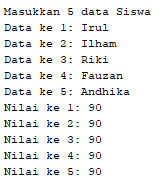 Masukkan 5 data Siswa
Data ke 1: Irul
Data ke 2: Ilham
Data ke 3: Riki
Data ke 4: Fauzan
Data ke 5: Andhika
Nilai ke 1: 90
Nilai ke 2: 90
Nilai ke 3: 90
Nilai ke 4: 90
Nilai ke 5: 90